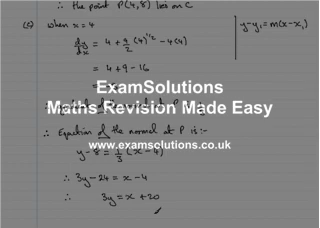 ∴ the point P(4,8) lies on C
(c) when x=4
y-y₁=m(x-x₁)
dy/dx = 4 + 9/2 (4)^1/2 - 4(4)
= 4+9-16
ExamSolutions
Maths Revision Made Easy
∴ Equation of the normal at P is:-
y-8=1/3(x-4)
www.examsolutions.co.uk
∴ 3y-24=x-4
∴ 3y=x+20